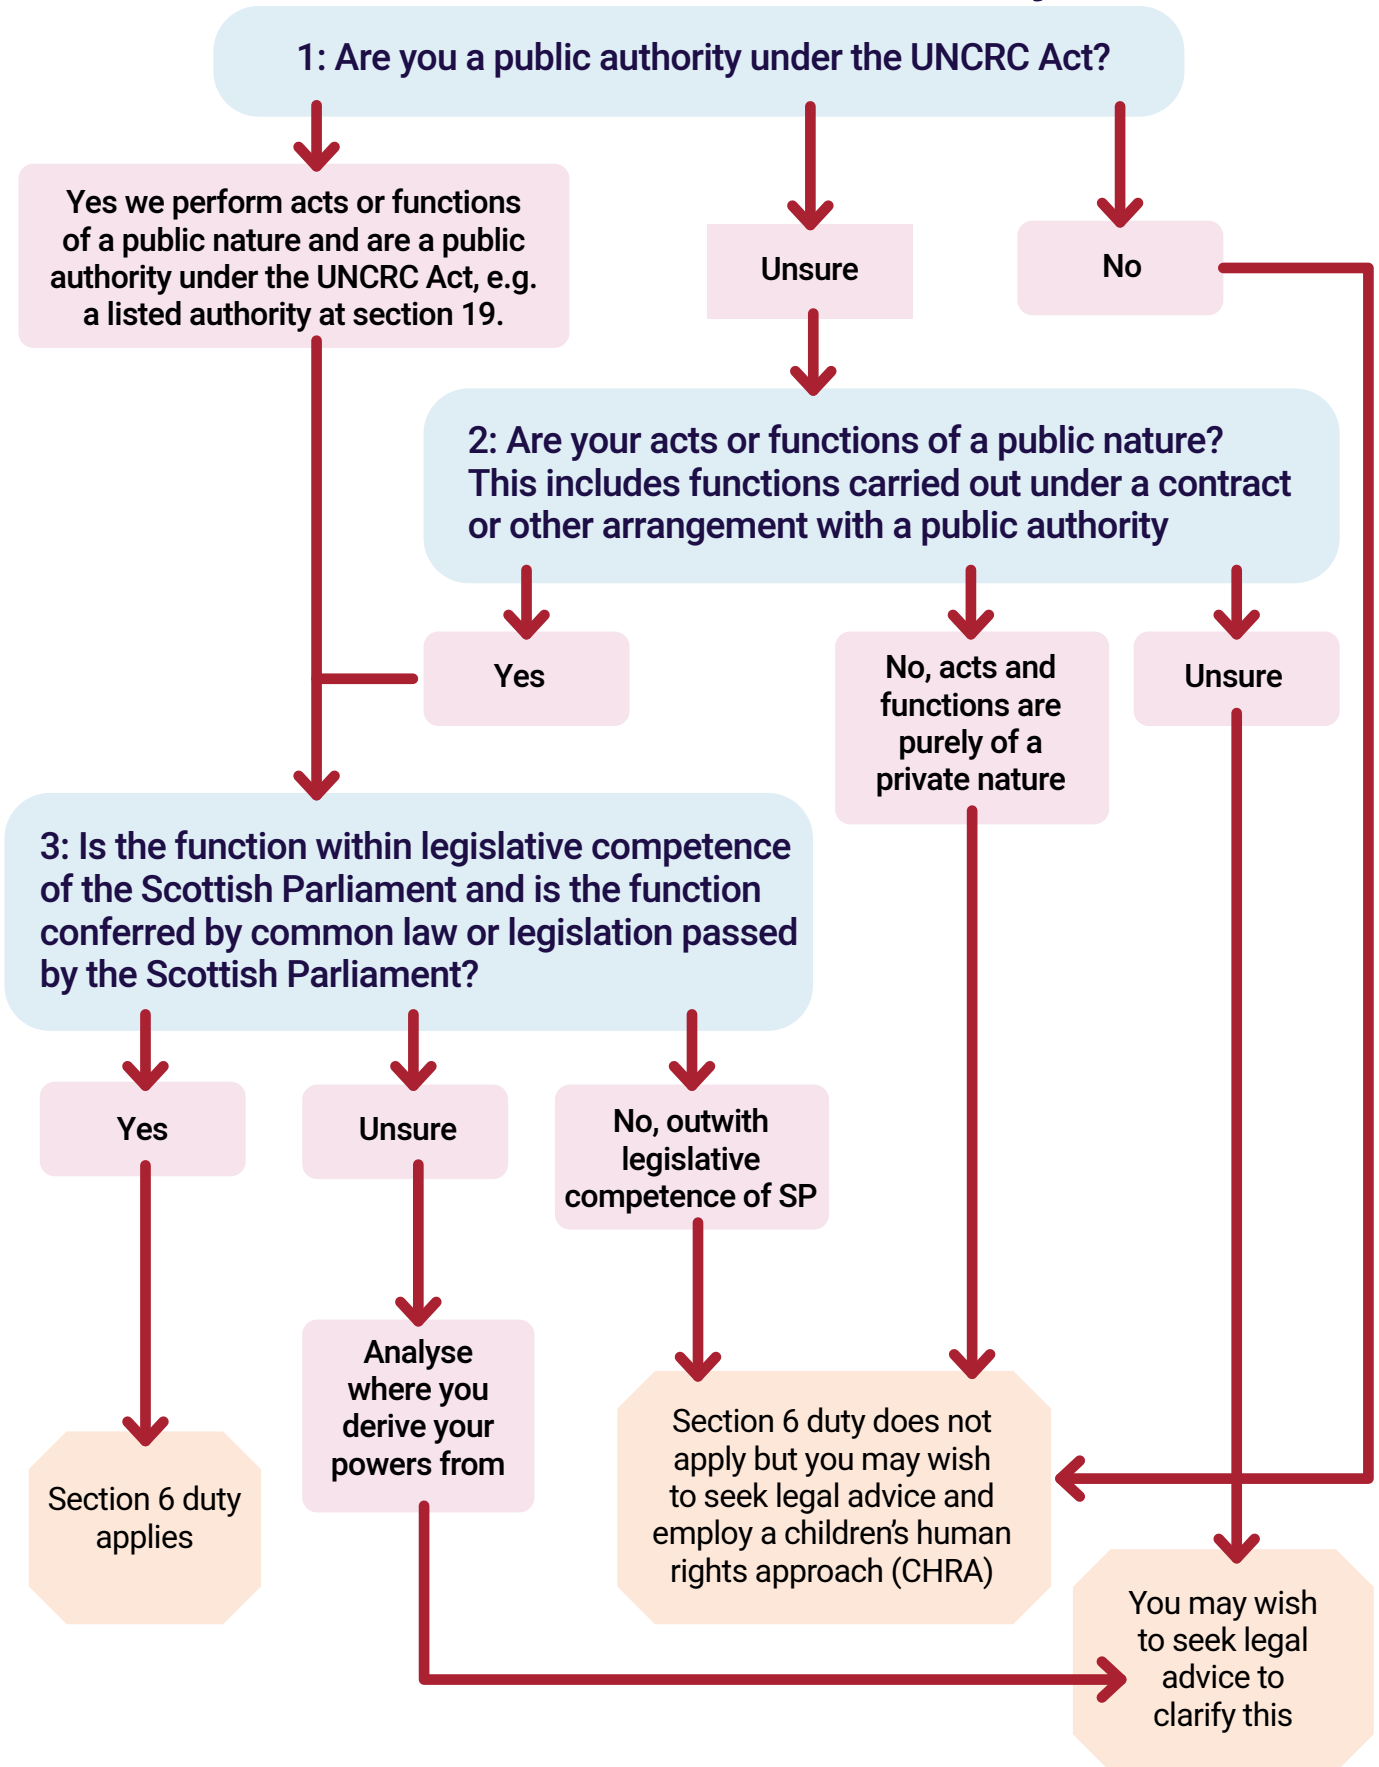 1: Are you a public authority under the UNCRC Act?
Yes we perform acts or functions
of a public nature and are a public
authority under the UNCRC Act, e.g.
a listed authority at section 19.
Unsure
No
2: Are your acts or functions of a public nature?
This includes functions carried out under a contract
or other arrangement with a public authority
Yes
No, acts and
functions are
purely of a
private nature
Unsure
3: Is the function within legislative competence
of the Scottish Parliament and is the function
conferred by common law or legislation passed
by the Scottish Parliament?
Yes
Unsure
No, outwith
legislative
competence of SP
Analyse
where you
derive your
powers from
Section 6 duty
applies
Section 6 duty does not
apply but you may wish
to seek legal advice and
employ a children’s human
rights approach (CHRA)
You may wish
to seek legal
advice to
clarify this